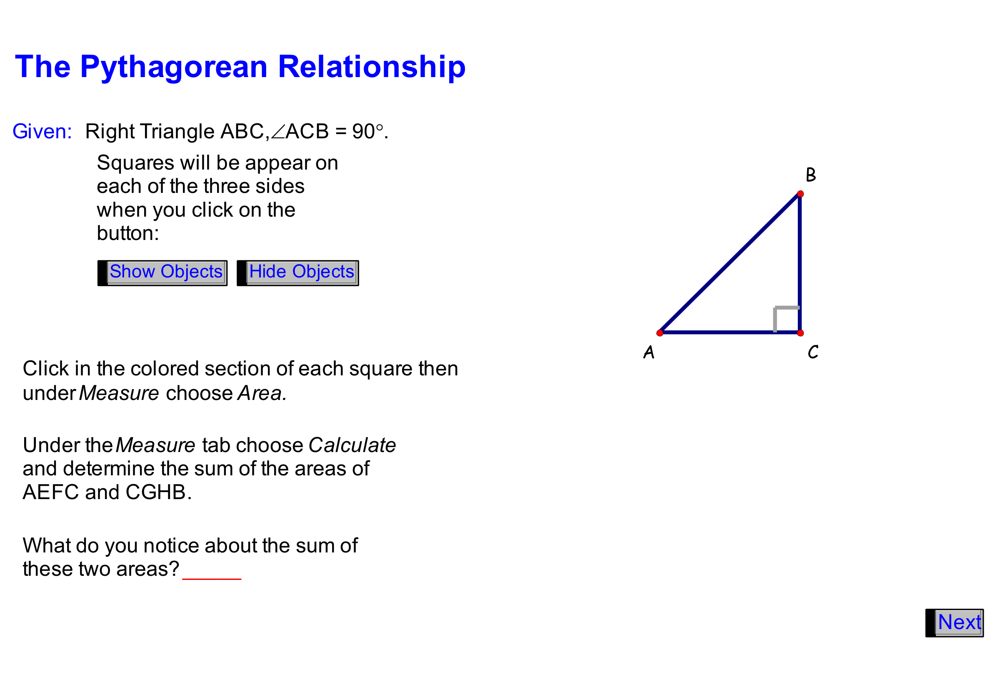 The Pythagorean Relationship
Given: Right Triangle ABC,∠ACB = 90°.
Squares will be appear on
each of the three sides
when you click on the
button:
Show Objects Hide Objects
B
A C
Click in the colored section of each square then
under Measure choose Area.
Under the Measure tab choose Calculate
and determine the sum of the areas of
AEFC and CGHB.
What do you notice about the sum of
these two areas? ______
Next